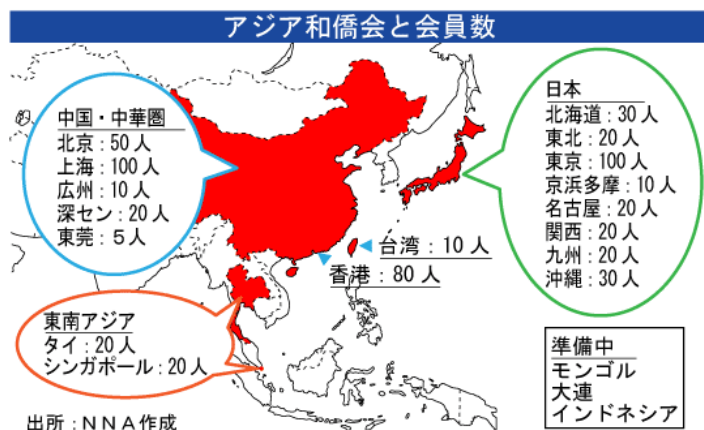 アジア和僑会と会員数
中国・中華圏
北京：50人
上海：100人
広州：10人
深セン：20人
東莞：５人
日本
北海道：30人
東北：20人
東京：100人
京浜多摩：10人
名古屋：20人
関西：20人
九州：20人
沖縄：30人
台湾：10人
香港：80人
東南アジア
タイ：20人
シンガポール：20人
準備中
モンゴル
大連
インドネシア
出所：ＮＮＡ作成